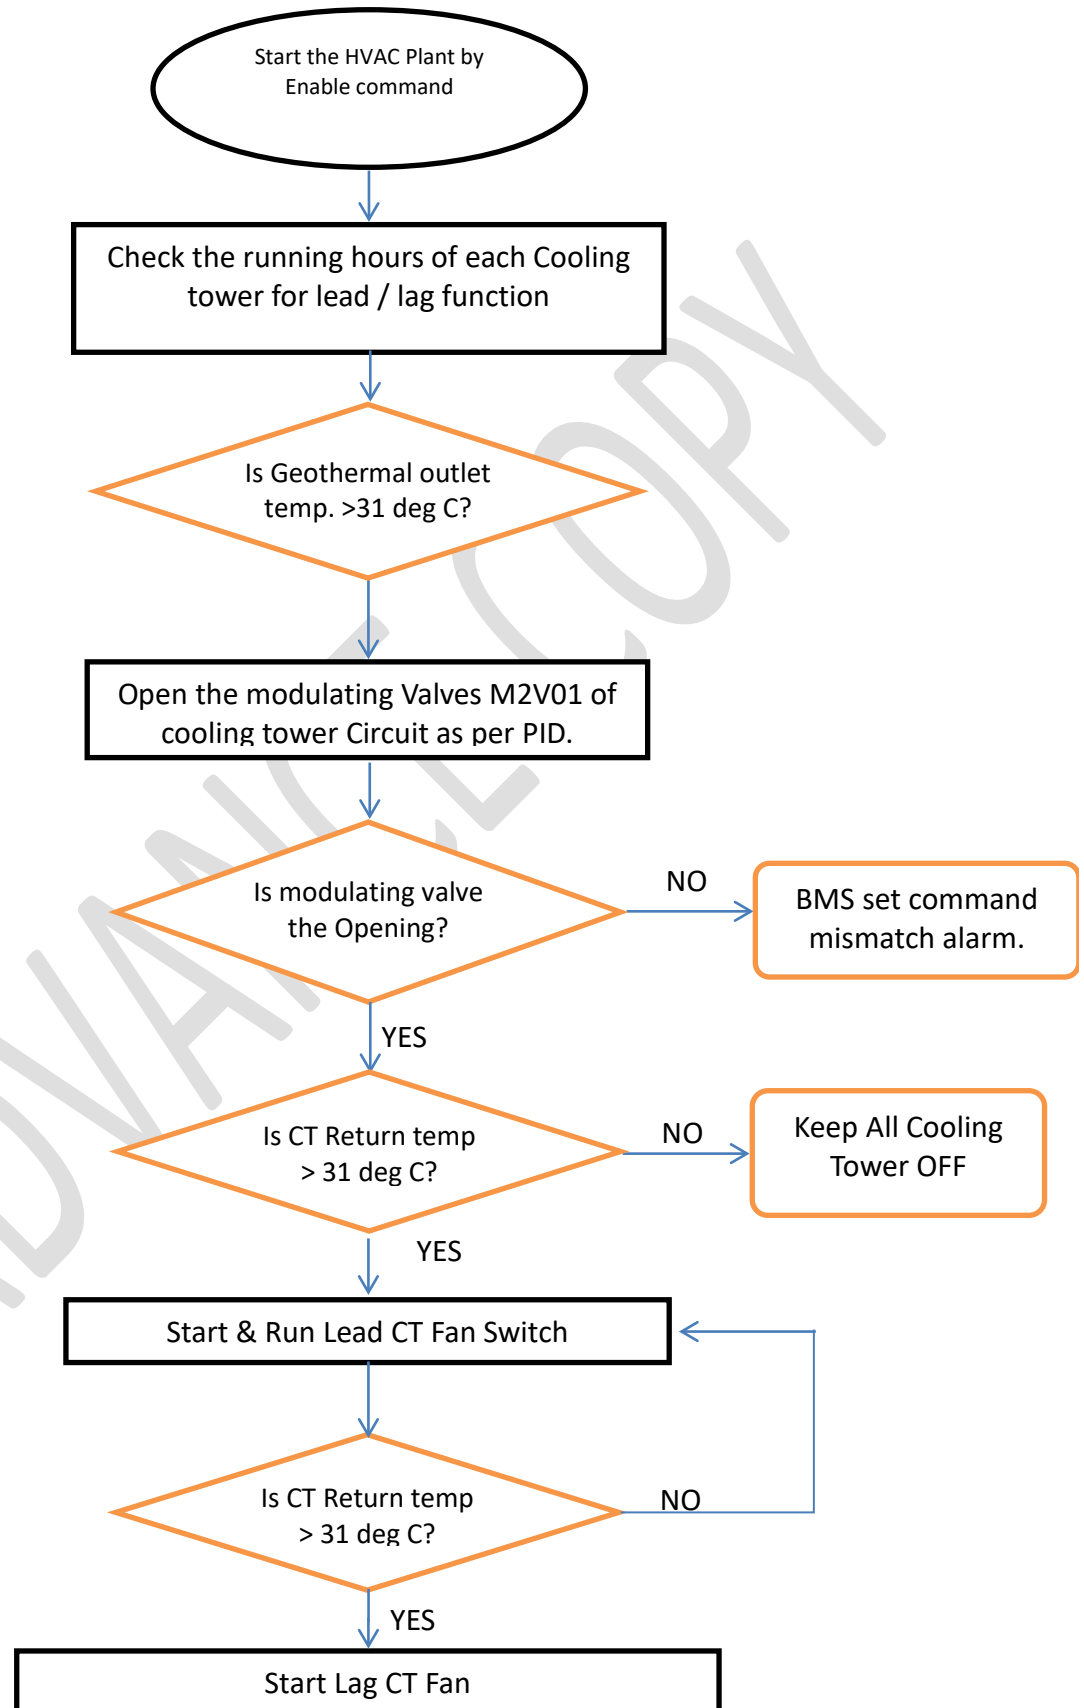 Start the HVAC Plant by
Enable command
Check the running hours of each Cooling
tower for lead / lag function
Is Geothermal outlet
temp. >31 deg C?
Open the modulating Valves M2V01 of
cooling tower Circuit as per PID.
Is modulating valve
the Opening?
NO
BMS set command
mismatch alarm.
YES
Is CT Return temp
> 31 deg C?
NO
Keep All Cooling
Tower OFF
YES
Start & Run Lead CT Fan Switch
Is CT Return temp
> 31 deg C?
NO
YES
Start Lag CT Fan
ADVANCE COPY